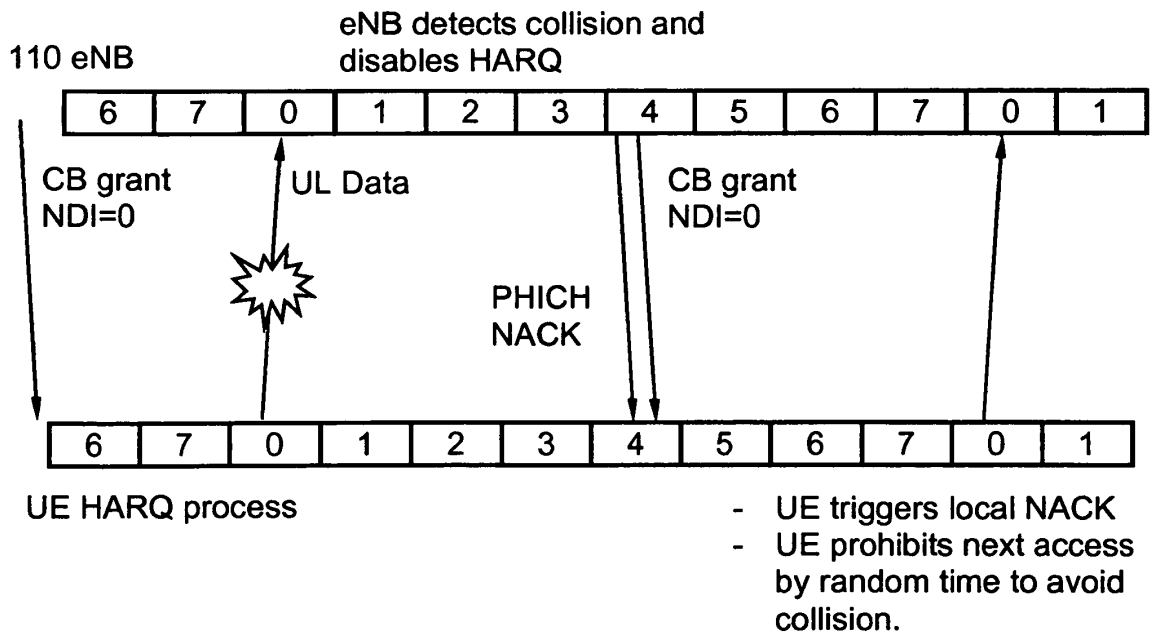 eNB detects collision and
disables HARQ
110 eNB
6 7 0 1 2 3 4 5 6 7 0 1
CB grant
NDI=0
UL Data
CB grant
NDI=0
PHICH
NACK
6 7 0 1 2 3 4 5 6 7 0 1
UE HARQ process
- UE triggers local NACK
- UE prohibits next access
by random time to avoid
collision.